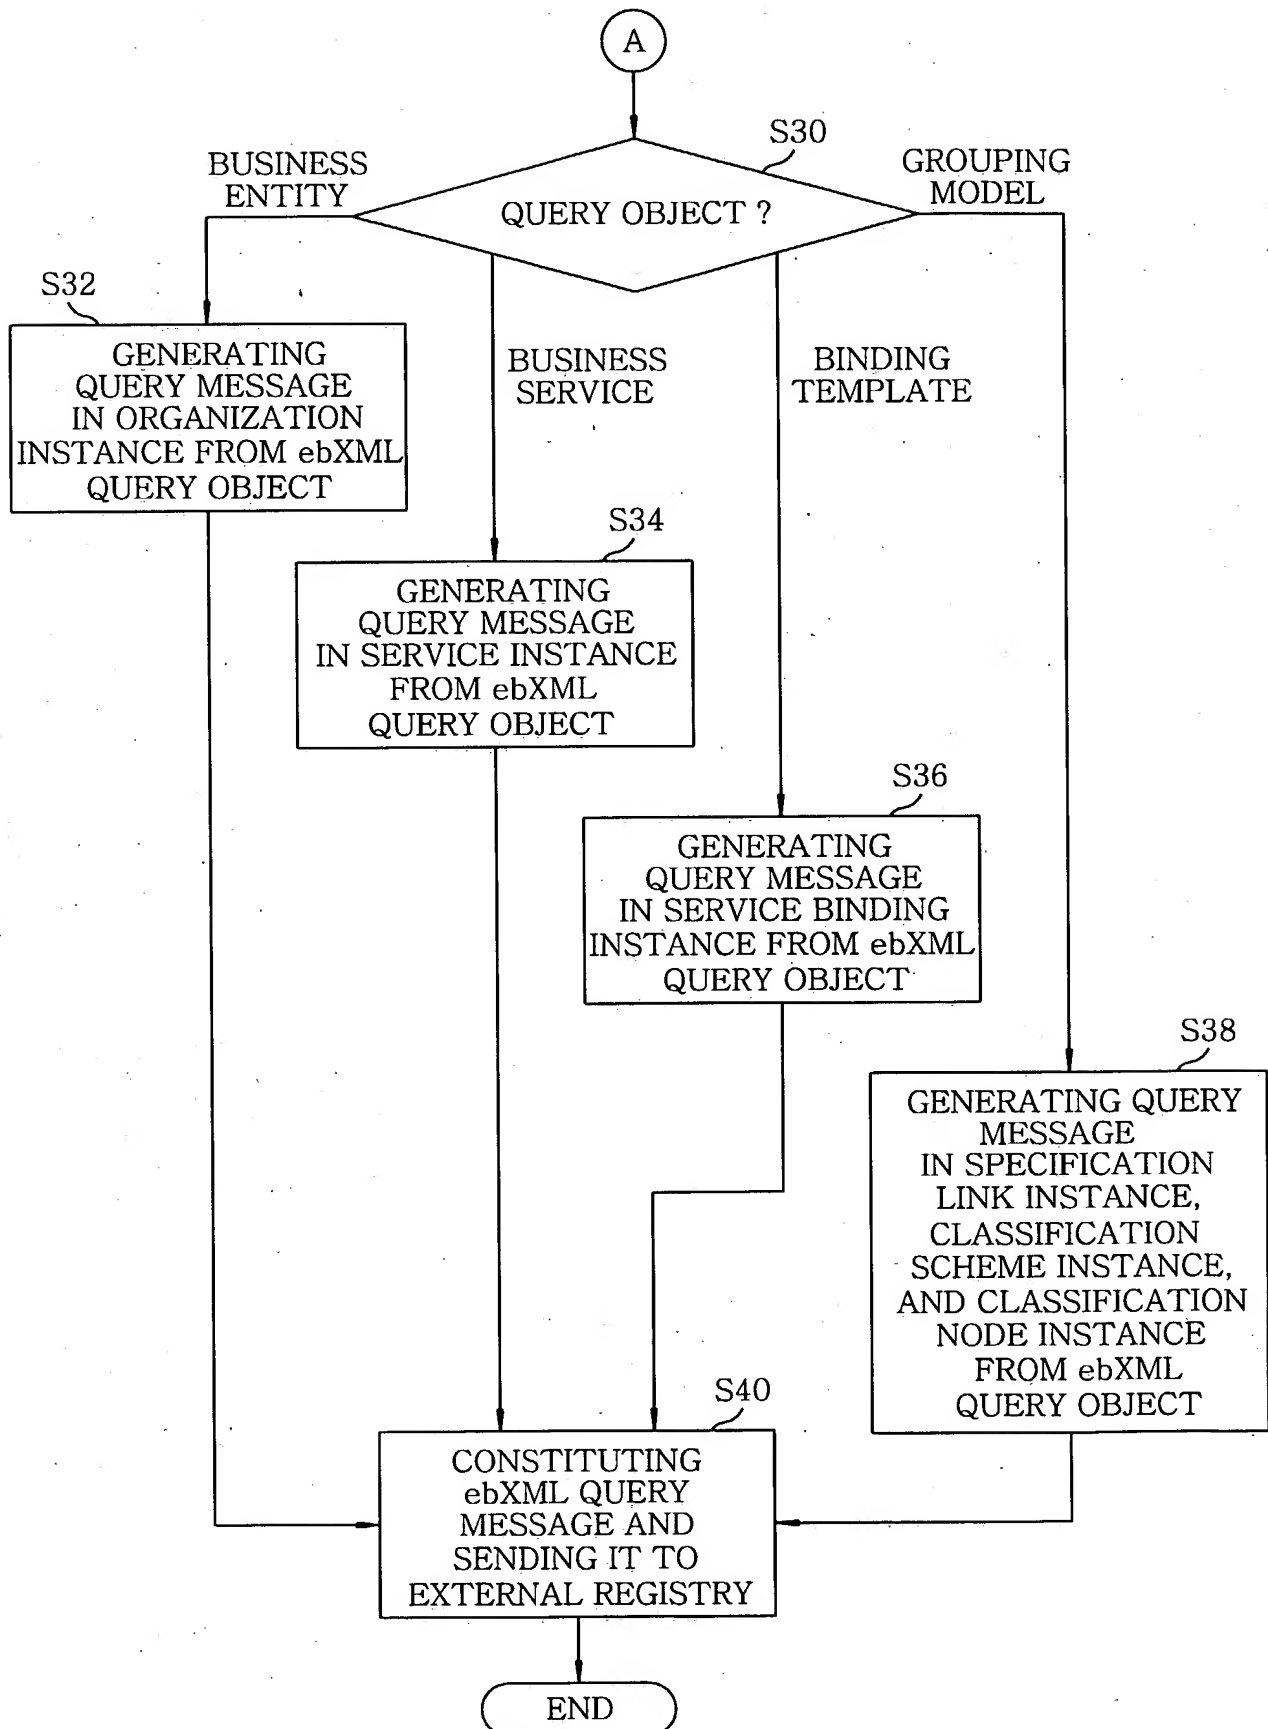 A
S30
BUSINESS
ENTITY
QUERY OBJECT ?
GROUPING
MODEL
S32
GENERATING
QUERY MESSAGE
IN ORGANIZATION
INSTANCE FROM ebXML
QUERY OBJECT
BUSINESS
SERVICE
BINDING
TEMPLATE
S34
GENERATING
QUERY MESSAGE
IN SERVICE INSTANCE
FROM ebXML
QUERY OBJECT
S36
GENERATING
QUERY MESSAGE
IN SERVICE BINDING
INSTANCE FROM ebXML
QUERY OBJECT
S38
GENERATING QUERY
MESSAGE
IN SPECIFICATION
LINK INSTANCE,
CLASSIFICATION
SCHEME INSTANCE,
AND CLASSIFICATION
NODE INSTANCE
FROM ebXML
QUERY OBJECT
S40
CONSTITUTING
ebXML QUERY
MESSAGE AND
SENDING IT TO
EXTERNAL REGISTRY
END